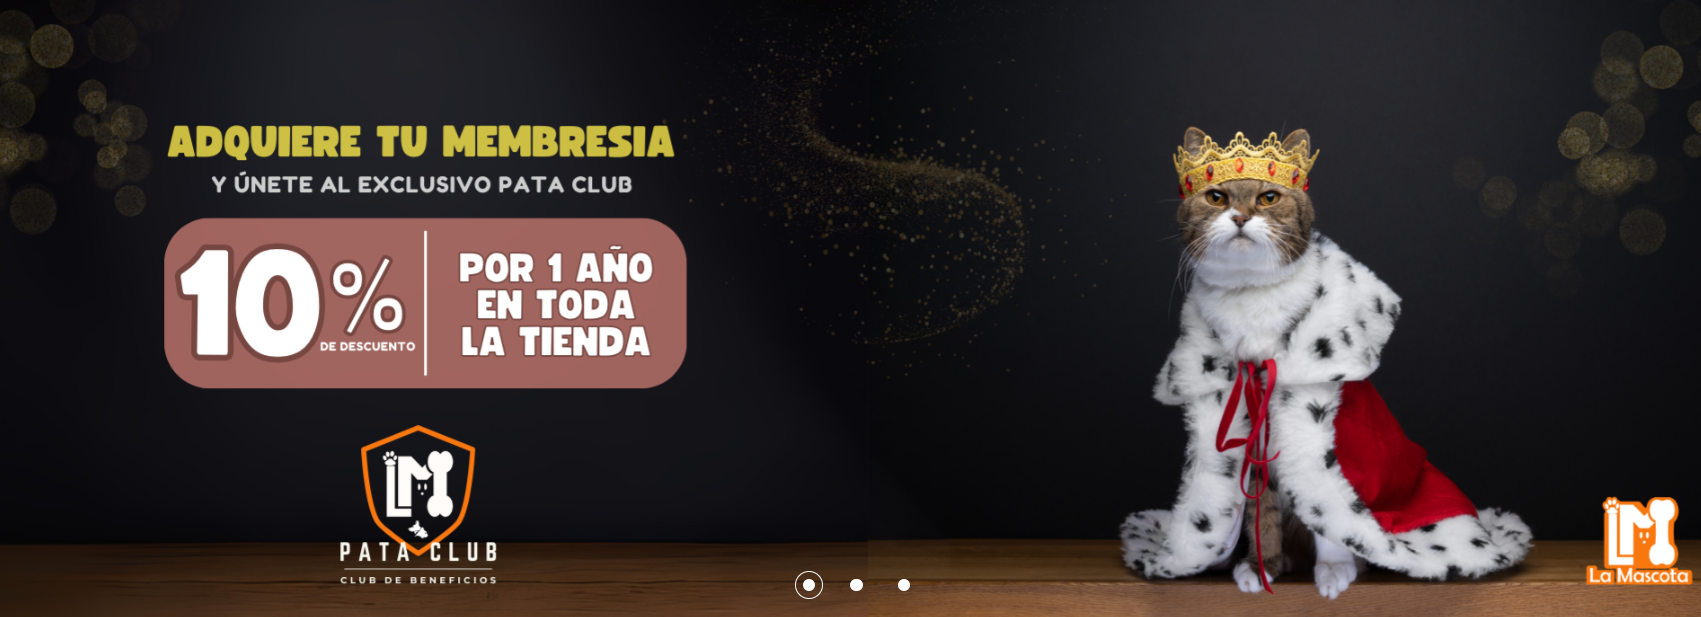 ADQUIERE TU MEMBRESIA
Y ÚNETE AL EXCLUSIVO PATA CLUB
10%
DE DESCUENTO
POR 1 AÑO
EN TODA
LA TIENDA
LM
PATA CLUB
CLUB DE BENEFICIOS
LM
La Mascota